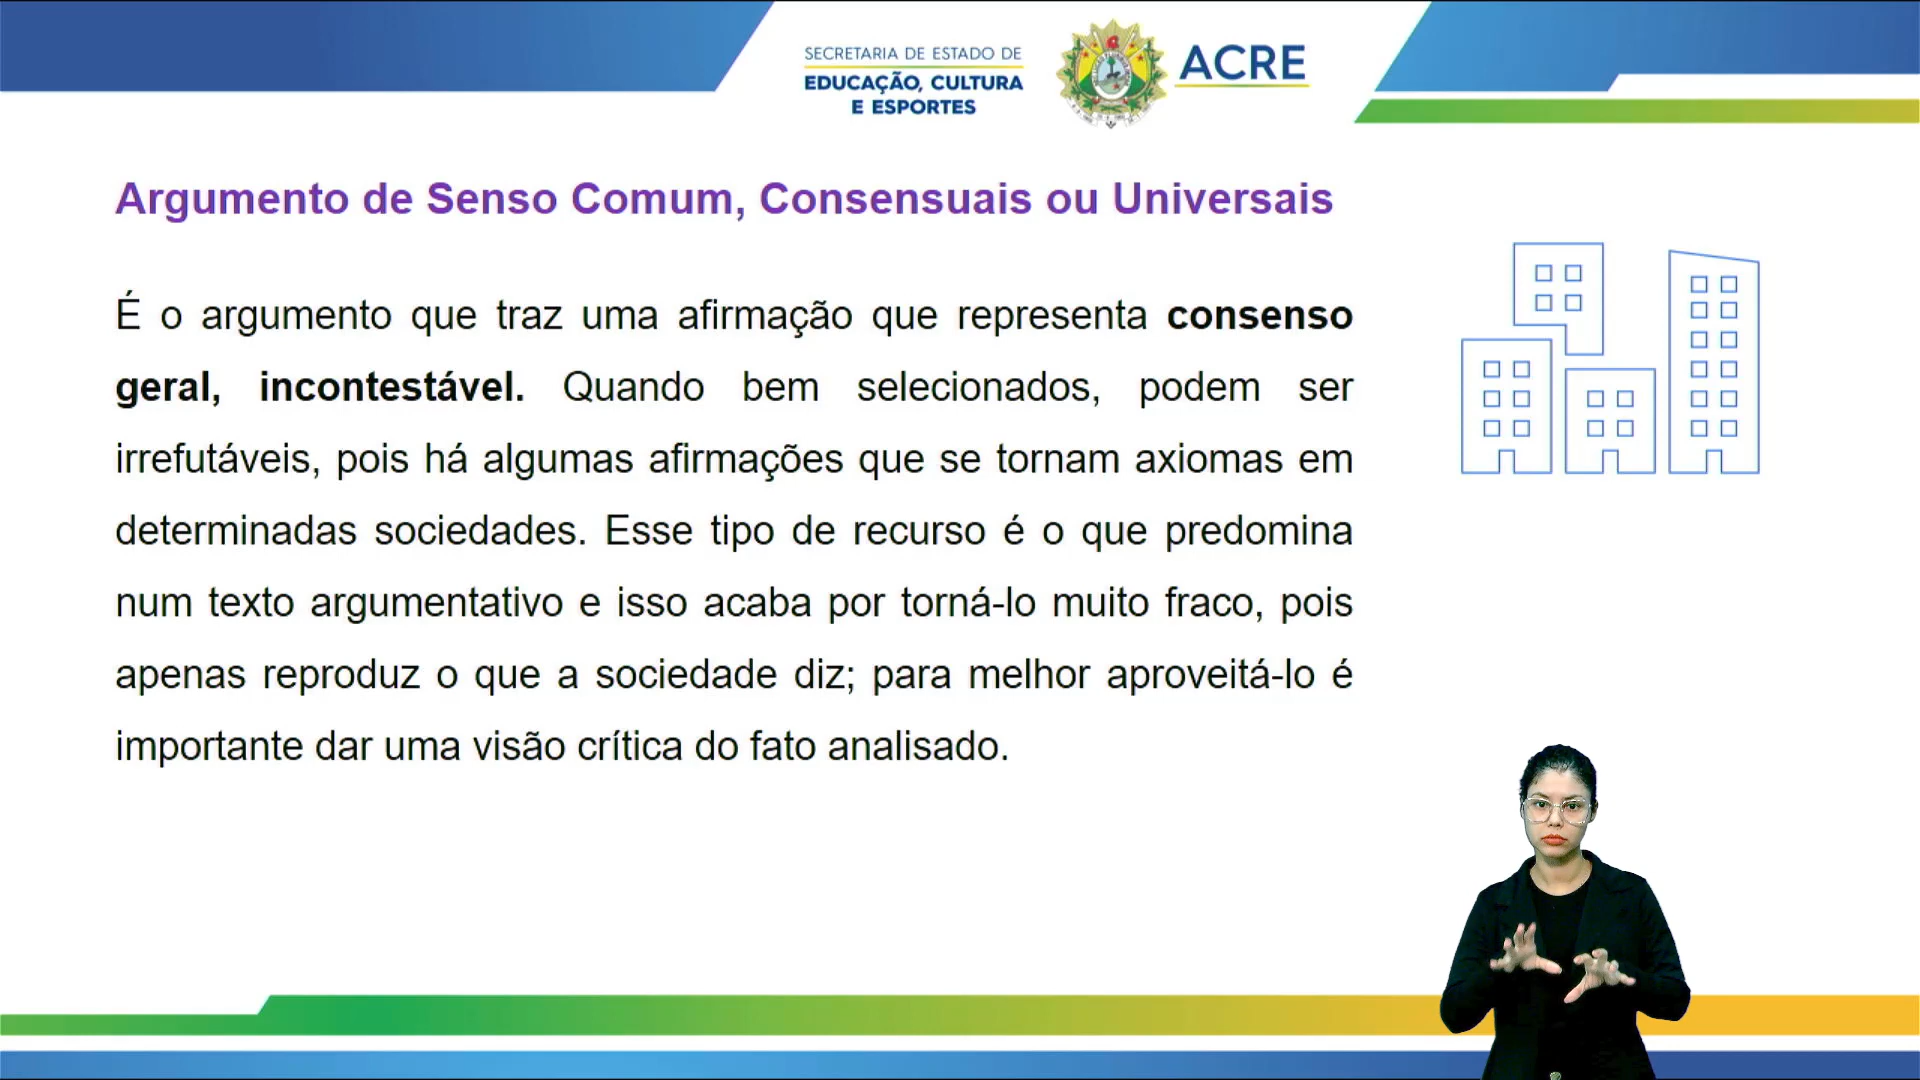 SECRETARIA DE ESTADO DE
EDUCAÇÃO, CULTURA
E ESPORTES
ACRE
Argumento de Senso Comum, Consensuais ou Universais
É o argumento que traz uma afirmação que representa consenso
geral, incontestável. Quando bem selecionados, podem ser
irrefutáveis, pois há algumas afirmações que se tornam axiomas em
determinadas sociedades. Esse tipo de recurso é o que predomina
num texto argumentativo e isso acaba por torná-lo muito fraco, pois
apenas reproduz o que a sociedade diz; para melhor aproveitá-lo é
importante dar uma visão crítica do fato analisado.